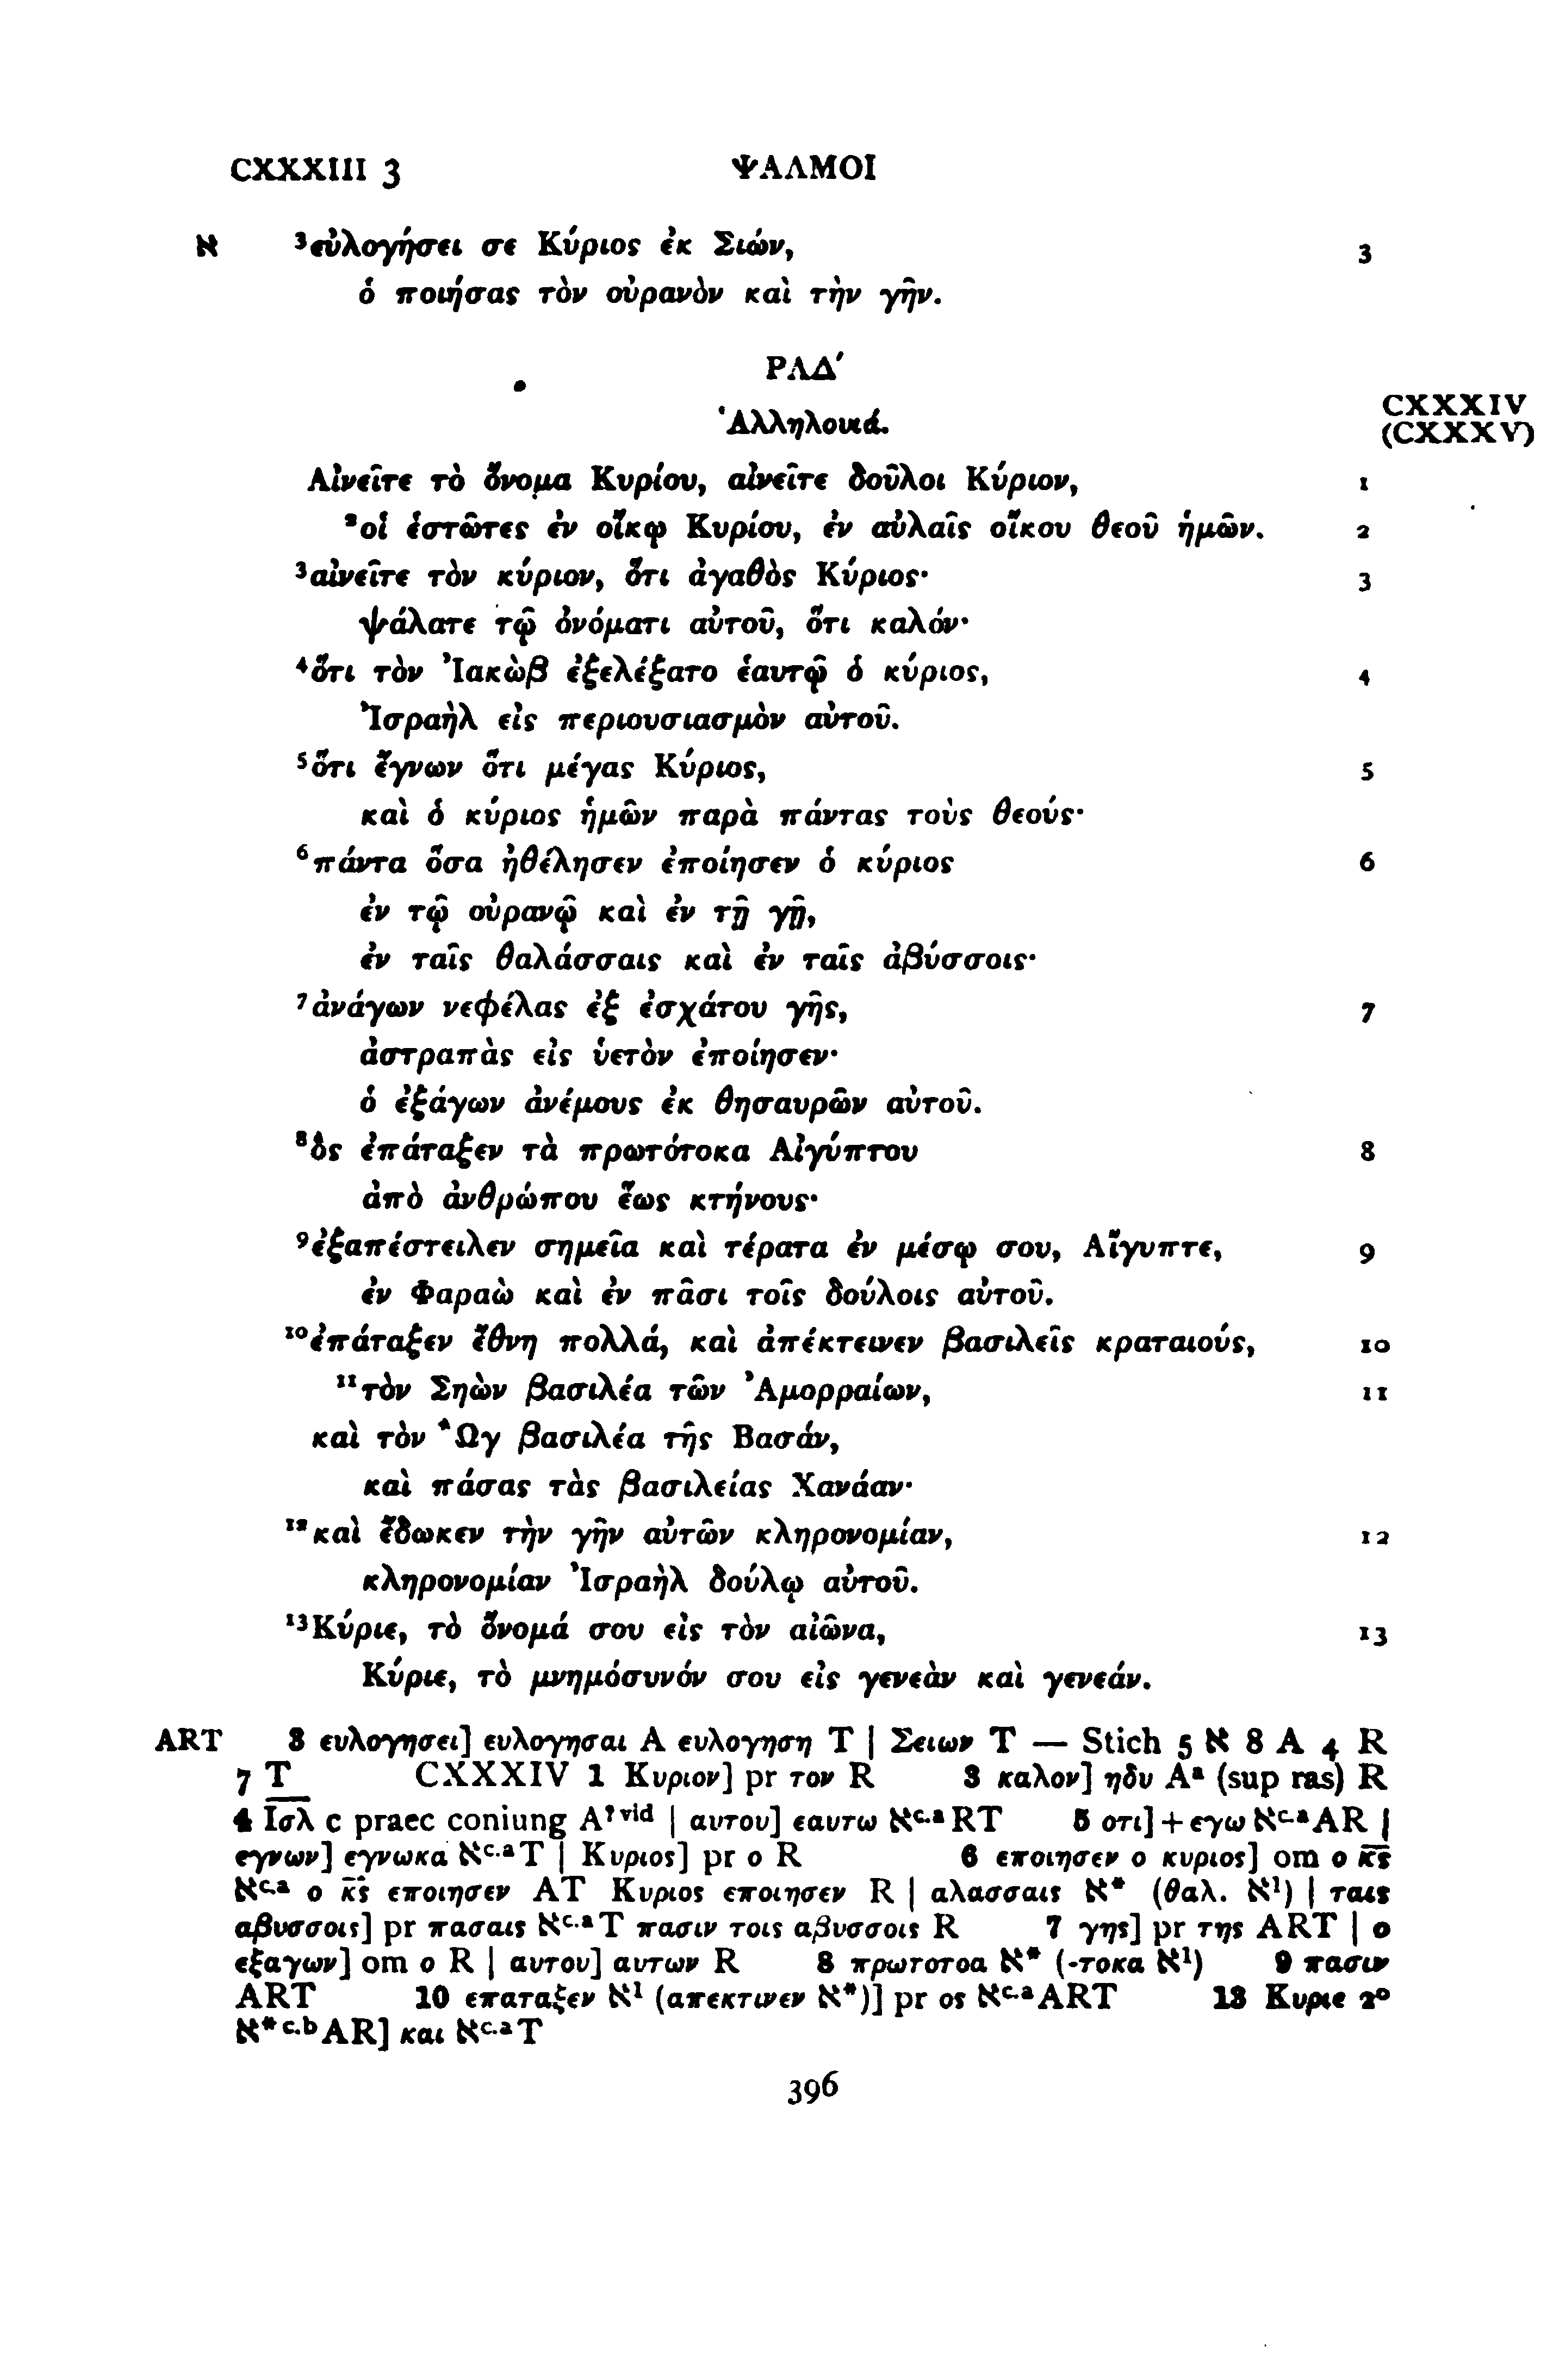 CXXXIII 3 ΨΑΛΜΟΙ
א ³εὐλογήσει σε Κύριος ἐκ Σιών, 3
ὁ ποιήσας τὸν οὐρανὸν καὶ τὴν γῆν.
ΡΛΔ΄
Ἁλληλουιά. CXXXIV
(CXXXV)
Αἰνεῖτε τὸ ὄνομα Κυρίου, αἰνεῖτε δοῦλοι Κύριον, 1
²οἱ ἑστῶτες ἐν οἴκῳ Κυρίου, ἐν αὐλαῖς οἴκου θεοῦ ἡμῶν. 2
³αἰνεῖτε τὸν κύριον, ὅτι ἀγαθὸς Κύριος· 3
ψάλατε τῷ ὀνόματι αὐτοῦ, ὅτι καλόν·
⁴ὅτι τὸν Ἰακὼβ ἐξελέξατο ἑαυτῷ ὁ κύριος, 4
Ἰσραὴλ εἰς περιουσιασμὸν αὐτοῦ.
⁵ὅτι ἔγνων ὅτι μέγας Κύριος, 5
καὶ ὁ κύριος ἡμῶν παρὰ πάντας τοὺς θεούς·
⁶πάντα ὅσα ἠθέλησεν ἐποίησεν ὁ κύριος 6
ἐν τῷ οὐρανῷ καὶ ἐν τῇ γῇ,
ἐν ταῖς θαλάσσαις καὶ ἐν ταῖς ἀβύσσοις·
⁷ἀνάγων νεφέλας ἐξ ἐσχάτου γῆς, 7
ἀστραπὰς εἰς ὑετὸν ἐποίησεν·
ὁ ἐξάγων ἀνέμους ἐκ θησαυρῶν αὐτοῦ.
⁸ὃς ἐπάταξεν τὰ πρωτότοκα Αἰγύπτου 8
ἀπὸ ἀνθρώπου ἕως κτήνους·
⁹ἐξαπέστειλεν σημεῖα καὶ τέρατα ἐν μέσῳ σου, Αἴγυπτε, 9
ἐν Φαραὼ καὶ ἐν πᾶσι τοῖς δούλοις αὐτοῦ.
¹⁰ἐπάταξεν ἔθνη πολλά, καὶ ἀπέκτεινεν βασιλεῖς κραταιούς, 10
¹¹τὸν Σηὼν βασιλέα τῶν Ἀμορραίων, 11
καὶ τὸν Ὢγ βασιλέα τῆς Βασάν,
καὶ πάσας τὰς βασιλείας Χανάαν·
¹²καὶ ἔδωκεν τὴν γῆν αὐτῶν κληρονομίαν, 12
κληρονομίαν Ἰσραὴλ δούλῳ αὐτοῦ.
¹³Κύριε, τὸ ὄνομά σου εἰς τὸν αἰῶνα, 13
Κύριε, τὸ μνημόσυνόν σου εἰς γενεὰν καὶ γενεάν.
ART 3 ευλογησει] ευλογησαι A ευλογηση T | Σειων T — Stich 5 א 8 A 4 R
7 T CXXXIV 1 Κυριον] pr τον R 3 καλον] ηδυ Aᵃ (sup ras) R
4 Ισλ c praec coniung A?ᵛⁱᵈ | αυτου] εαυτω אᶜ·ᵃRT 5 οτι] + εγω אᶜ·ᵃAR |
εγνων] εγνωκα אᶜ·ᵃT | Κυριος] pr ο R 6 εποιησεν ο κυριος] om ο κ̅ς̅
אᶜ·ᵃ ο κ̅ς̅ εποιησεν AT Κυριος εποιησεν R | αλασσαις א* (θαλ. א¹) | ταις
αβυσσοις] pr πασαις אᶜ·ᵃT πασιν τοις αβυσσοις R 7 γης] pr της ART | ο
εξαγων] om ο R | αυτου] αυτων R 8 πρωτοτοα א* (-τοκα א¹) 9 πασιν
ART 10 επαταξεν א¹ (απεκτινεν א*)] pr ος אᶜ·ᵃART 13 Κυριε 2°
א*ᶜ·ᵇAR] και אᶜ·ᵃT
396